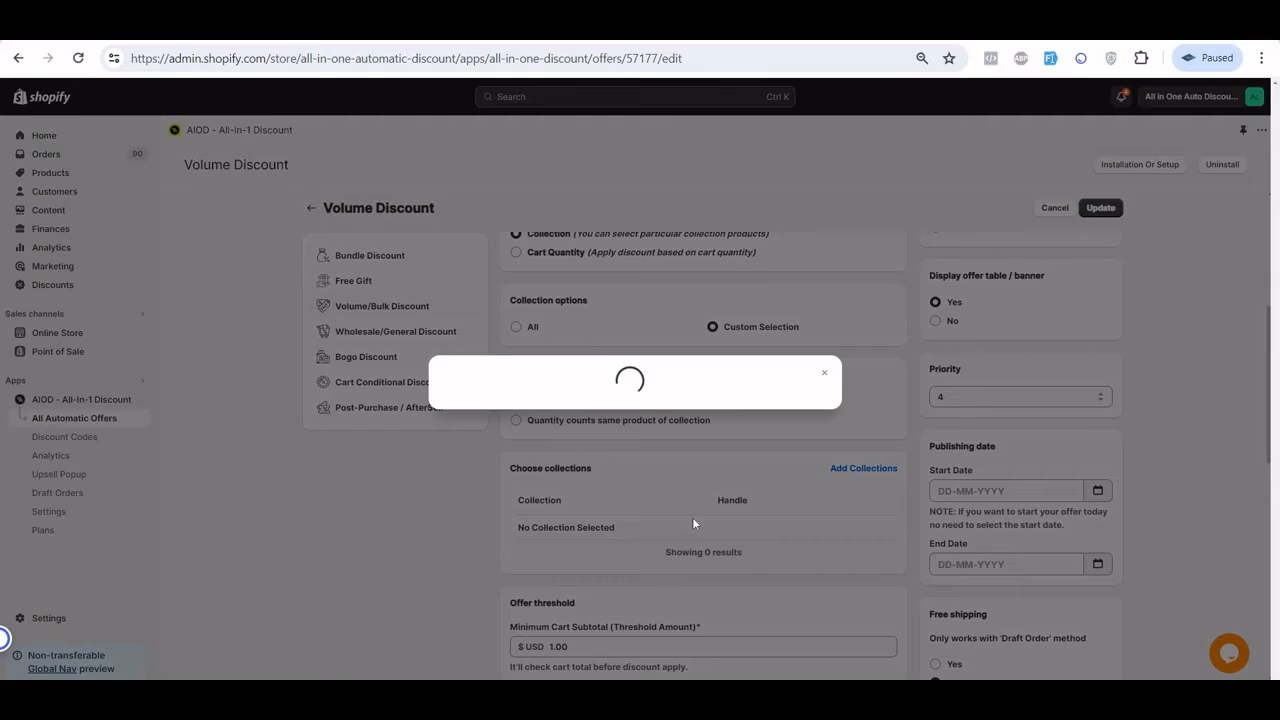 https://admin.shopify.com/store/all-in-one-automatic-discount/apps/all-in-one-discount/offers/57177/edit
ABP
Paused
shopify
Search
Ctrl K
All in One Auto Discou...
Ac
Home
Orders
90
Products
Customers
Content
Finances
Analytics
Marketing
Discounts
Sales channels
Online Store
Point of Sale
Apps
AIOD - All-In-1 Discount
All Automatic Offers
Discount Codes
Analytics
Upsell Popup
Draft Orders
Settings
Plans
Settings
Non-transferable
Global Nav preview
AIOD - All-In-1 Discount
Volume Discount
Installation Or Setup
Uninstall
Volume Discount
Cancel
Update
Bundle Discount
Free Gift
Volume/Bulk Discount
Wholesale/General Discount
Bogo Discount
Cart Conditional Disco
Post-Purchase / AfterS
Collection (You can select particular collection products)
Cart Quantity (Apply discount based on cart quantity)
Collection options
All
Custom Selection
Quantity counts same product of collection
Choose collections
Add Collections
Collection
Handle
No Collection Selected
Showing 0 results
Offer threshold
Minimum Cart Subtotal (Threshold Amount)*
$ USD 1.00
It'll check cart total before discount apply.
Display offer table / banner
Yes
No
Priority
4
Publishing date
Start Date
DD-MM-YYYY
NOTE: If you want to start your offer today
no need to select the start date.
End Date
DD-MM-YYYY
Free shipping
Only works with 'Draft Order' method
Yes